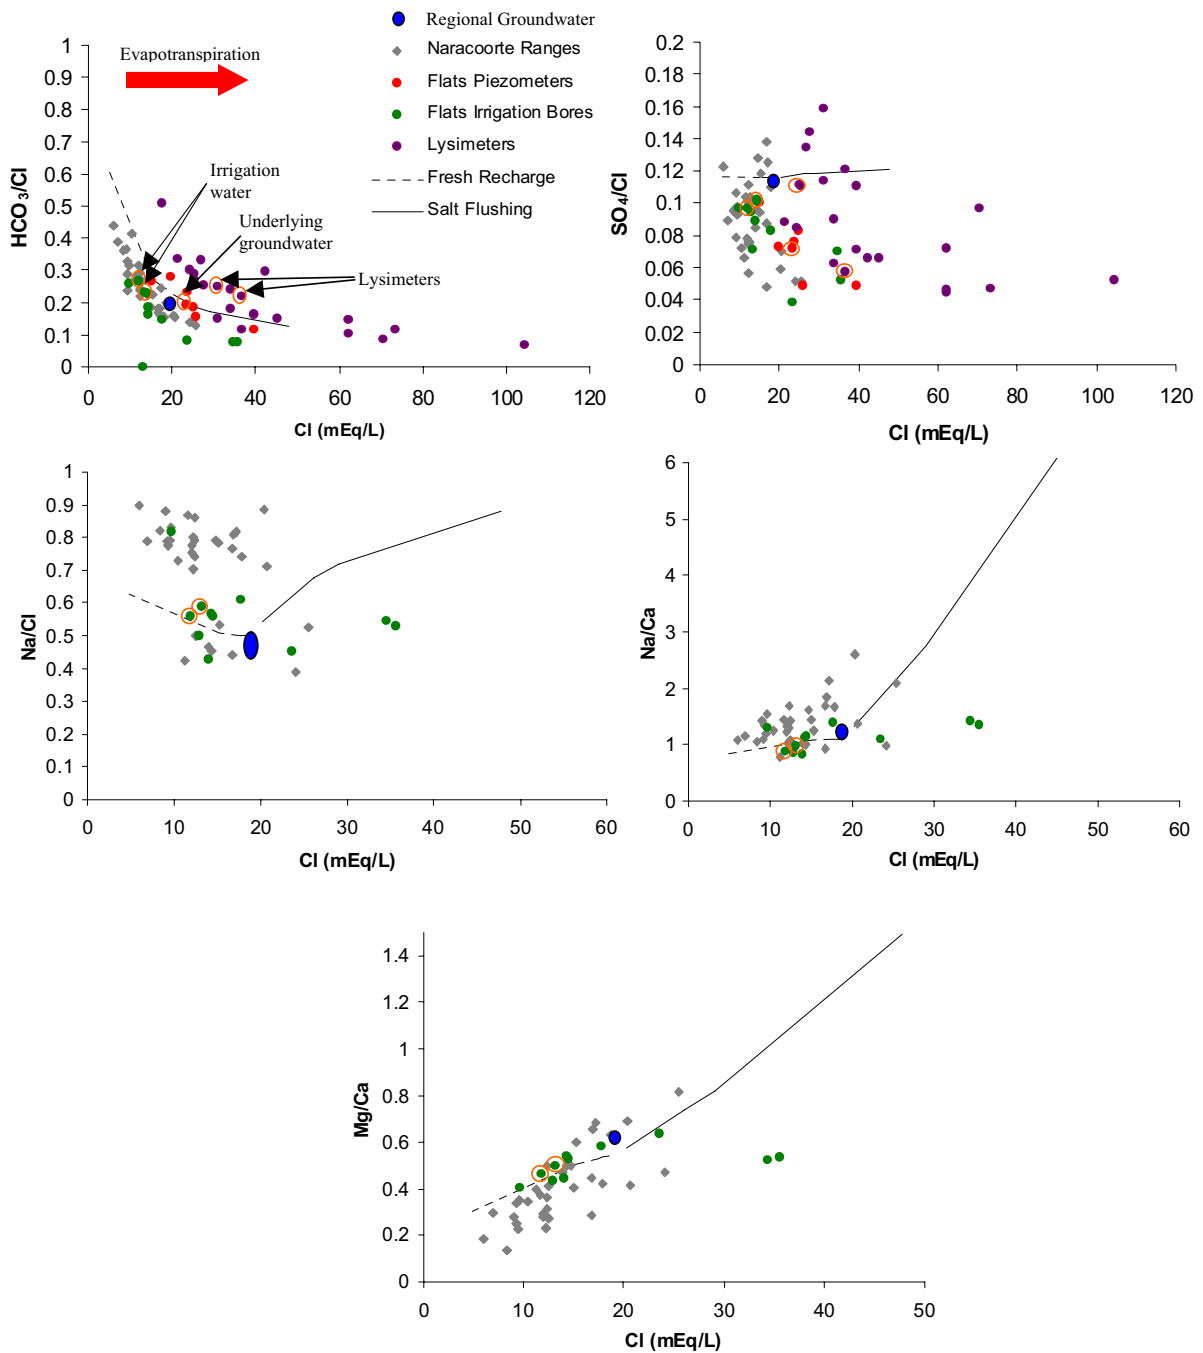 Regional Groundwater
Naracoorte Ranges
Flats Piezometers
Flats Irrigation Bores
Lysimeters
Fresh Recharge
Salt Flushing
Evapotranspiration
Irrigation
water
Underlying
groundwater
Lysimeters
HCO3/Cl
1
0.9
0.8
0.7
0.6
0.5
0.4
0.3
0.2
0.1
0
0 20 40 60 80 100 120
Cl (mEq/L)
SO4/Cl
0.2
0.18
0.16
0.14
0.12
0.1
0.08
0.06
0.04
0.02
0
0 20 40 60 80 100 120
Cl (mEq/L)
Na/Cl
1
0.9
0.8
0.7
0.6
0.5
0.4
0.3
0.2
0.1
0
0 10 20 30 40 50 60
Cl (mEq/L)
Na/Ca
6
5
4
3
2
1
0
0 10 20 30 40 50 60
Cl (mEq/L)
Mg/Ca
1.4
1.2
1
0.8
0.6
0.4
0.2
0
0 10 20 30 40 50
Cl (mEq/L)